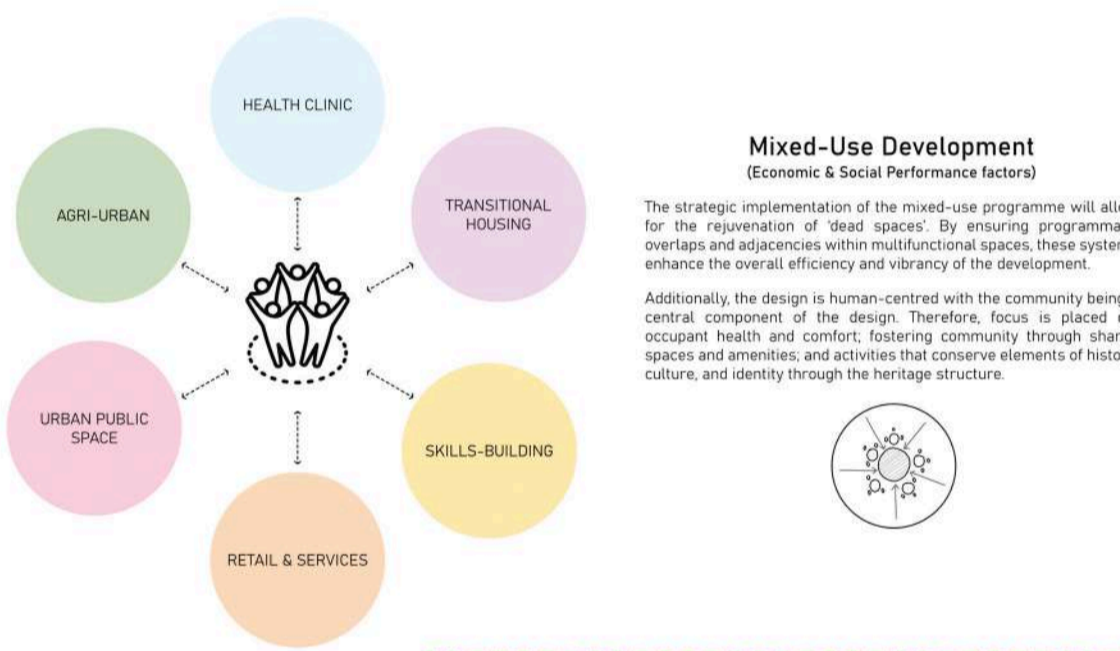 HEALTH CLINIC
AGRI-URBAN
TRANSITIONAL
HOUSING
URBAN PUBLIC
SPACE
SKILLS-BUILDING
RETAIL & SERVICES
Mixed-Use Development
(Economic & Social Performance factors)
The strategic implementation of the mixed-use programme will
for the rejuvenation of 'dead spaces'. By ensuring
overlaps and adjacencies within multifunctional spaces, these
enhance the overall efficiency and vibrancy of the development.
Additionally, the design is human-centred with the community being
central component of the design. Therefore, focus is placed
occupant health and comfort; fostering community through
spaces and amenities; and activities that conserve elements of
culture, and identity through the heritage structure.